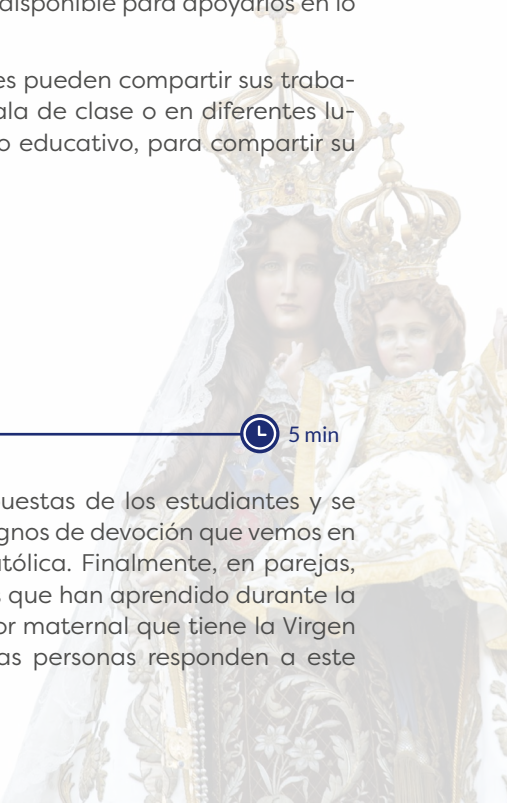 disponible para apoyarlos en lo
es pueden compartir sus traba-
ala de clase o en diferentes lu-
o educativo, para compartir su
5 min
uestas de los estudiantes y se
gnos de devoción que vemos en
atólica. Finalmente, en parejas,
s que han aprendido durante la
or maternal que tiene la Virgen
as personas responden a este